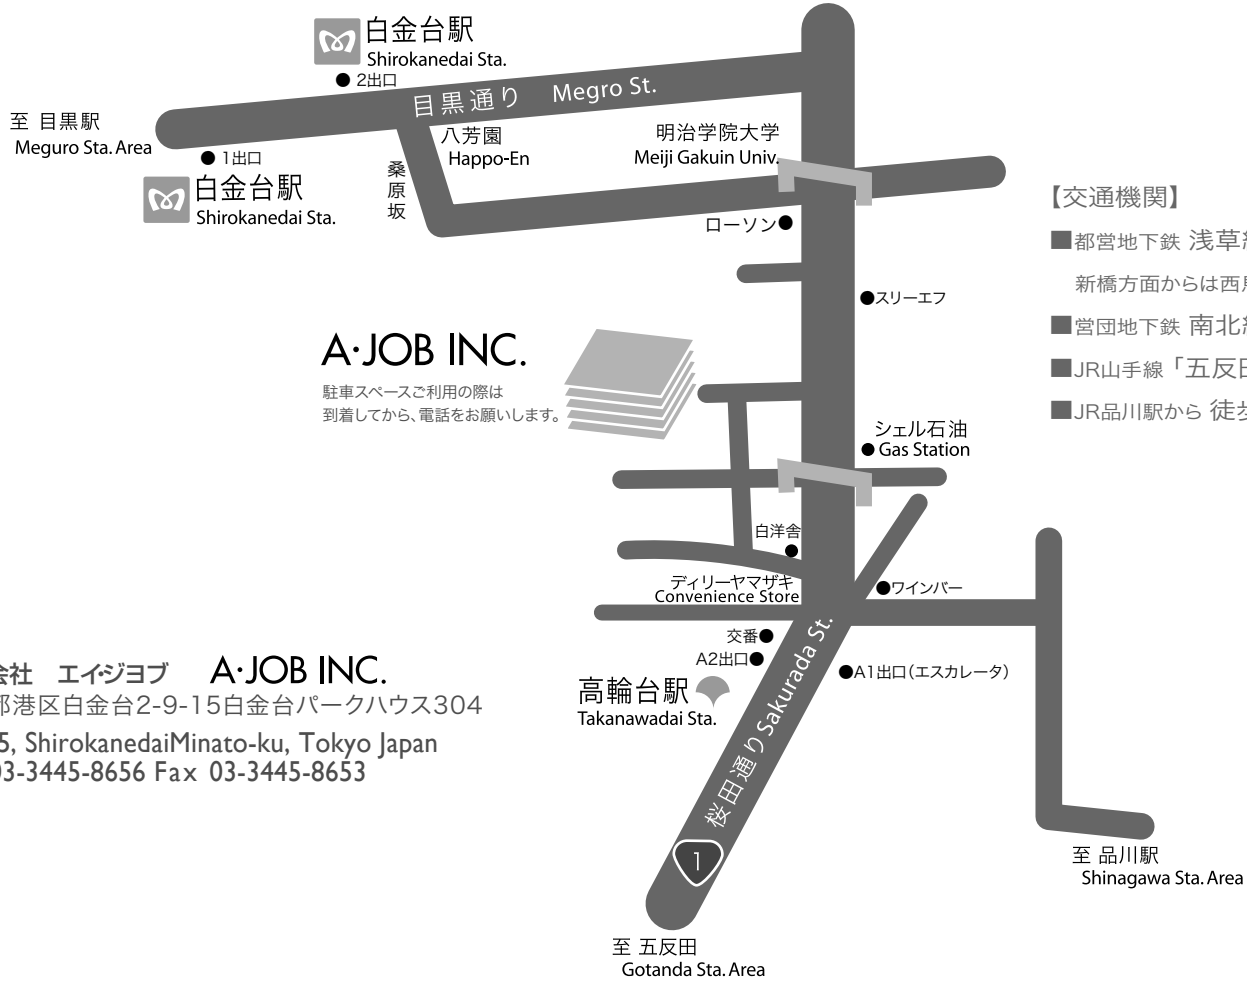 白金台駅
Shirokanedai Sta.
● 2出口
目黒通り Megro St.
至 目黒駅
Meguro Sta. Area
● 1出口
白金台駅
Shirokanedai Sta.
八芳園
Happo-En
桑原坂
明治学院大学
Meiji Gakuin Univ.
ローソン●
●スリーエフ
【交通機関】
■都営地下鉄 浅草
新橋方面からは西
■営団地下鉄 南北
■JR山手線「五反田
■JR品川駅から 徒歩
A·JOB INC.
駐車スペースご利用の際は
到着してから、電話をお願いします。
シェル石油
● Gas Station
白洋舎
ディリーヤマザキ
Convenience Store
●ワインバー
交番●
A2出口●
●A1出口(エスカレータ)
高輪台駅
Takanawadai Sta.
桜田通り Sakurada St.
1
会社 エイジヨブ A·JOB INC.
都港区白金台2-9-15白金台パークハウス304
5, ShirokanedaiMinato-ku, Tokyo Japan
03-3445-8656 Fax 03-3445-8653
至 品川駅
Shinagawa Sta. Area
至 五反田
Gotanda Sta. Area